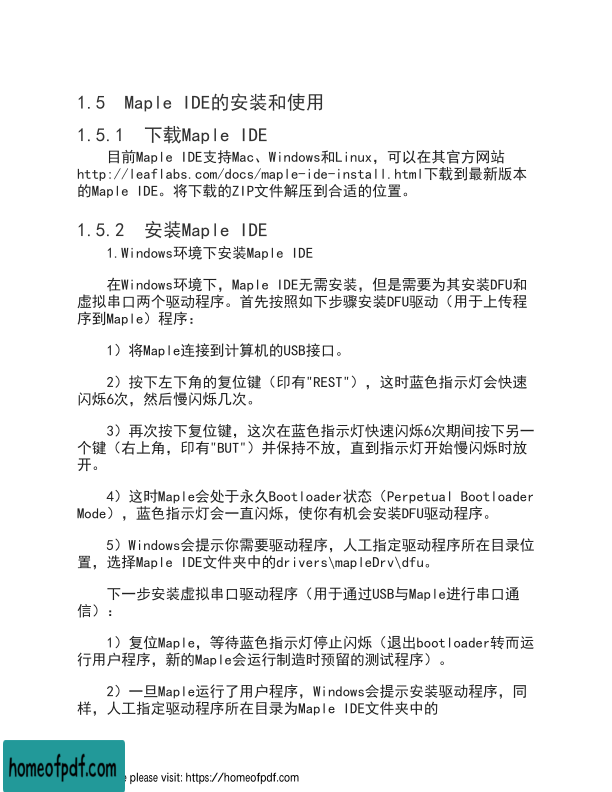 1.5 Maple IDE的安装和使用
1.5.1 下载Maple IDE
目前Maple IDE支持Mac、Windows和Linux，可以在其官方网站
http://leaflabs.com/docs/maple-ide-install.html下载到最新版本
的Maple IDE。将下载的ZIP文件解压到合适的位置。
1.5.2 安装Maple IDE
1.Windows环境下安装Maple IDE
在Windows环境下，Maple IDE无需安装，但是需要为其安装DFU和
虚拟串口两个驱动程序。首先按照如下步骤安装DFU驱动（用于上传程
序到Maple）程序：
1）将Maple连接到计算机的USB接口。
2）按下左下角的复位键（印有"REST"），这时蓝色指示灯会快速
闪烁6次，然后慢闪烁几次。
3）再次按下复位键，这次在蓝色指示灯快速闪烁6次期间按下另一
个键（右上角，印有"BUT"）并保持不放，直到指示灯开始慢闪烁时放
开。
4）这时Maple会处于永久Bootloader状态（Perpetual Bootloader
Mode），蓝色指示灯会一直闪烁，使你有机会安装DFU驱动程序。
5）Windows会提示你需要驱动程序，人工指定驱动程序所在目录位
置，选择Maple IDE文件夹中的drivers\mapleDrv\dfu。
下一步安装虚拟串口驱动程序（用于通过USB与Maple进行串口通
信）：
1）复位Maple，等待蓝色指示灯停止闪烁（退出bootloader转而运
行用户程序，新的Maple会运行制造时预留的测试程序）。
2）一旦Maple运行了用户程序，Windows会提示安装驱动程序，同
样，人工指定驱动程序所在目录为Maple IDE文件夹中的
homeofpdf.com
e please visit: https://homeofpdf.com